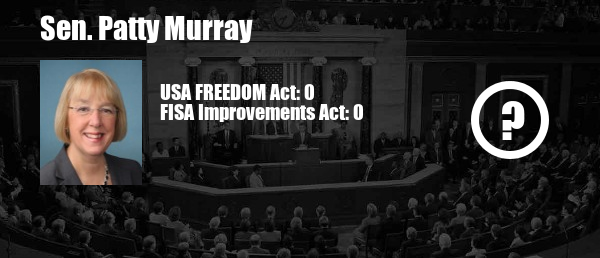 Sen. Patty Murray
USA FREEDOM Act: 0
FISA Improvements Act: 0
?